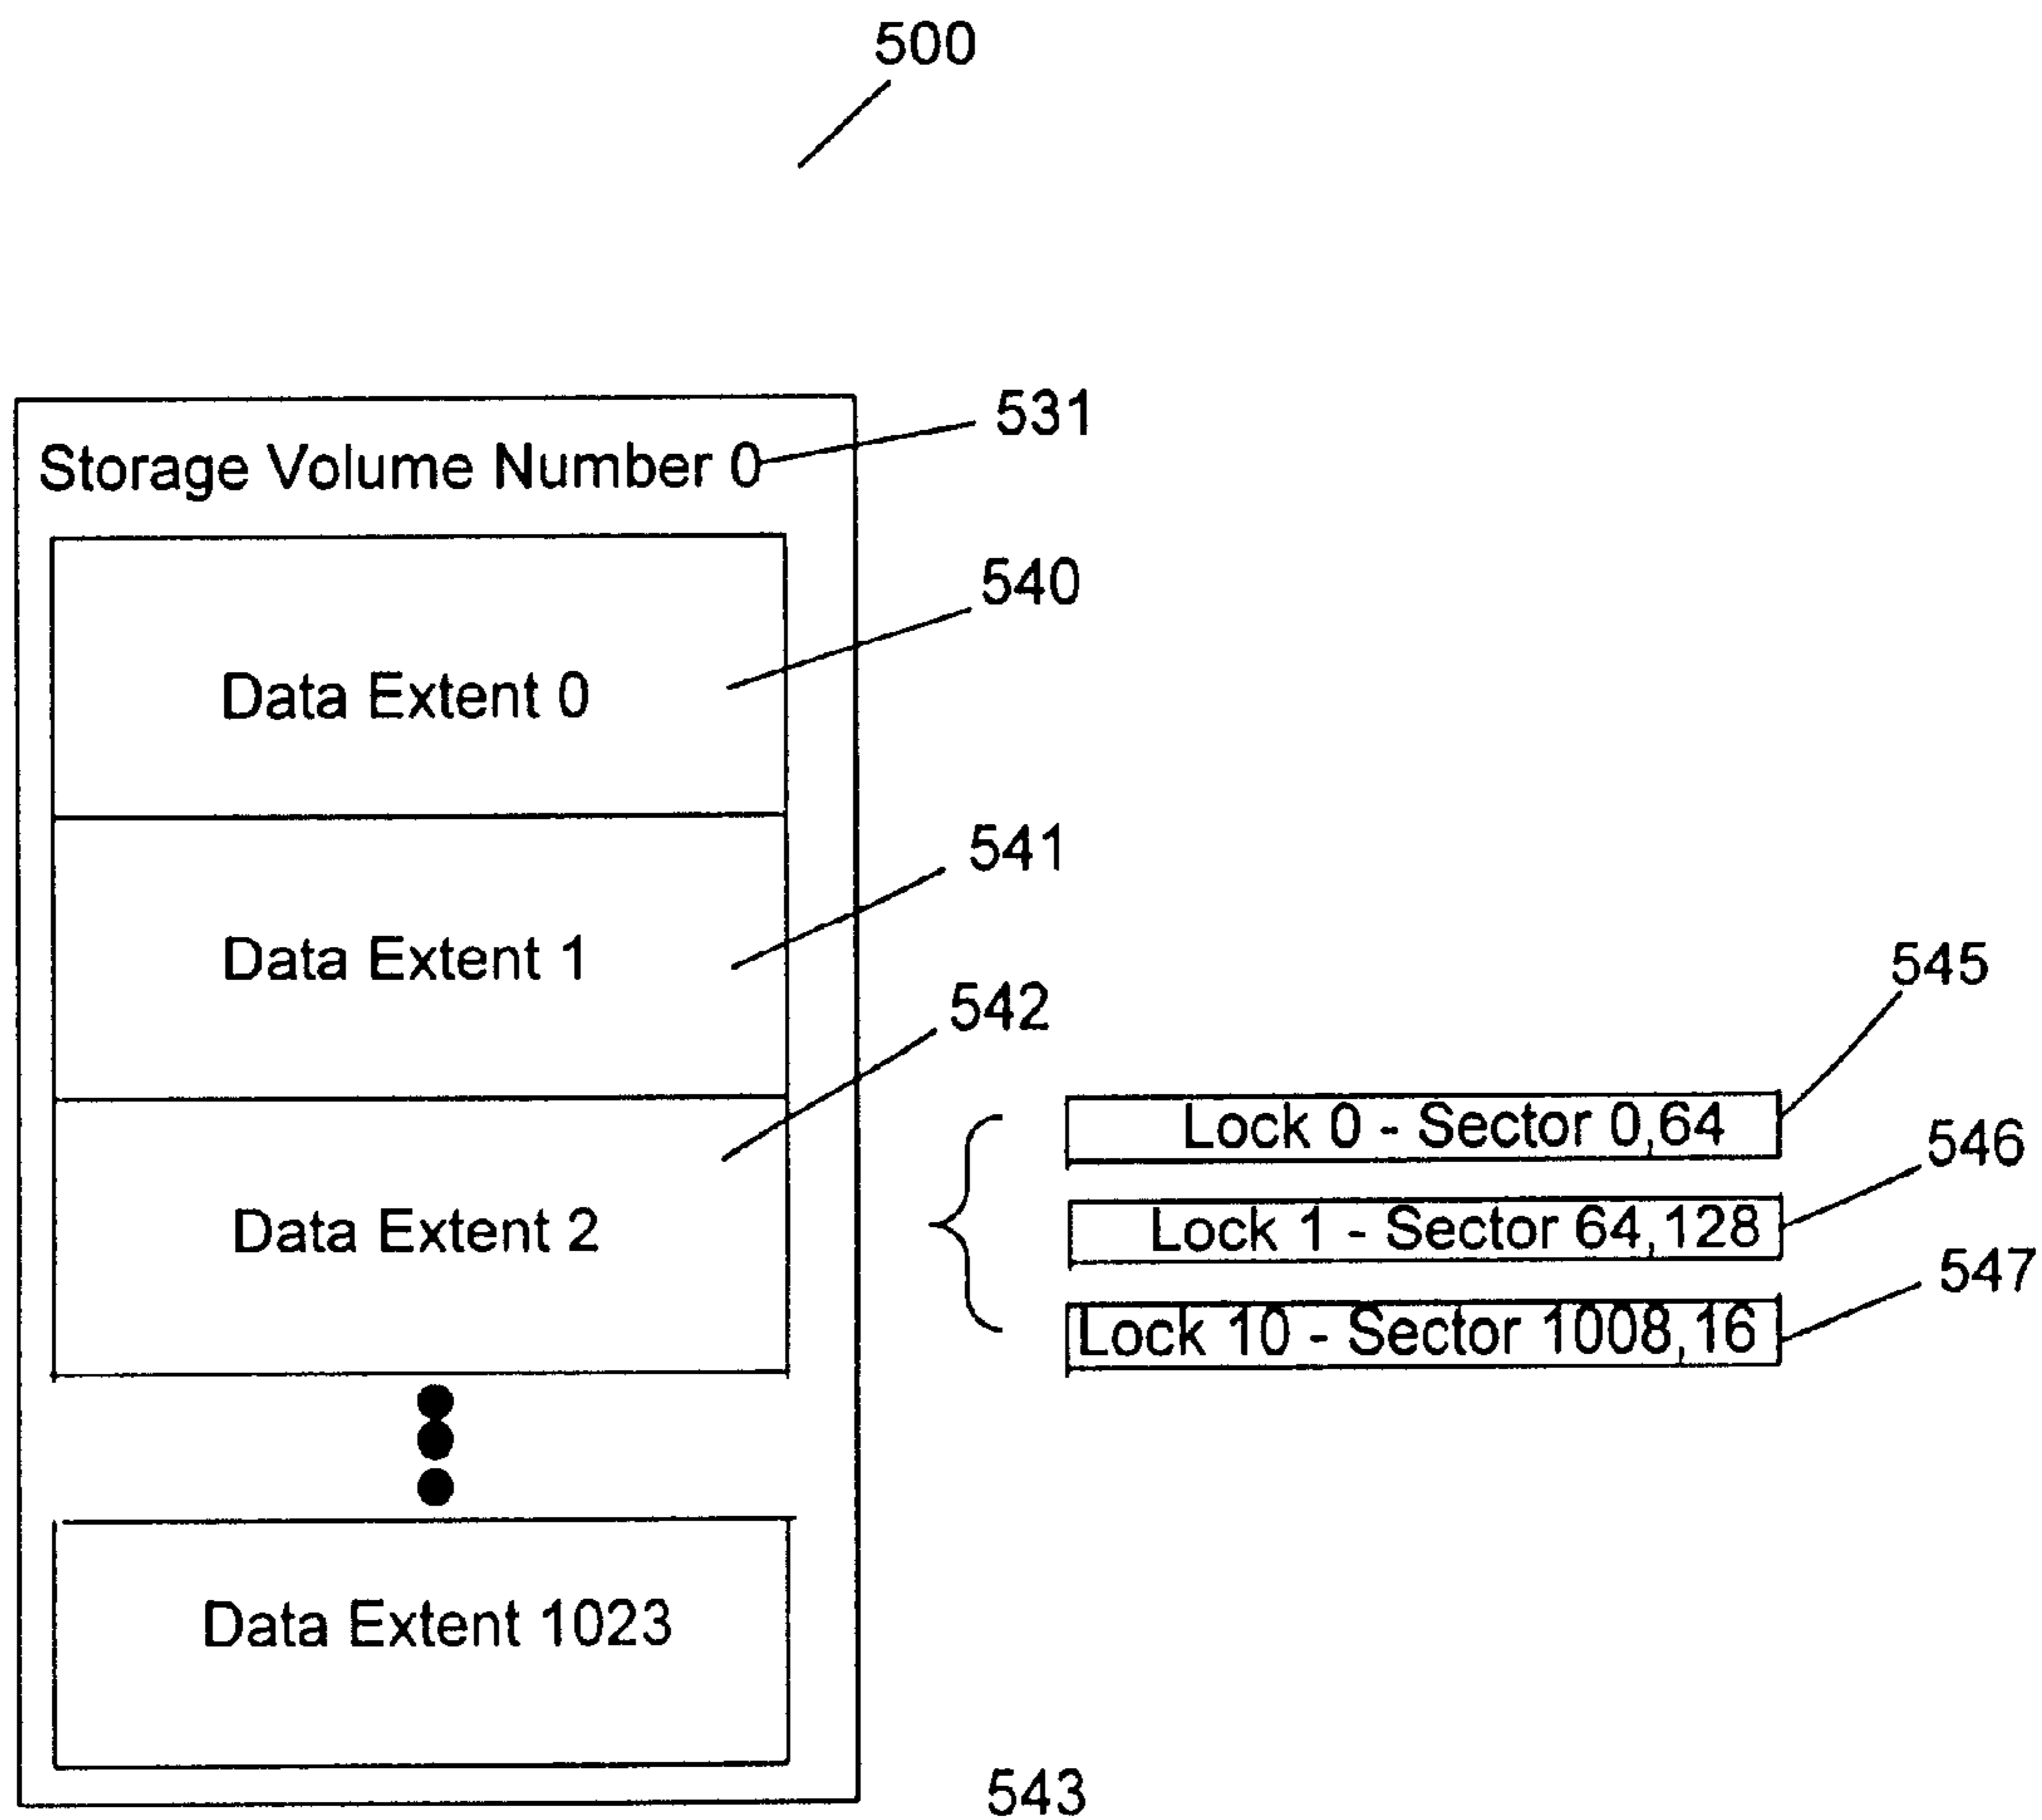 500
531
Storage Volume Number 0
540
Data Extent 0
541
Data Extent 1
542
545
Lock 0 - Sector 0,64
546
Data Extent 2
Lock 1 - Sector 64,128
547
Lock 10 - Sector 1008,16
Data Extent 1023
543